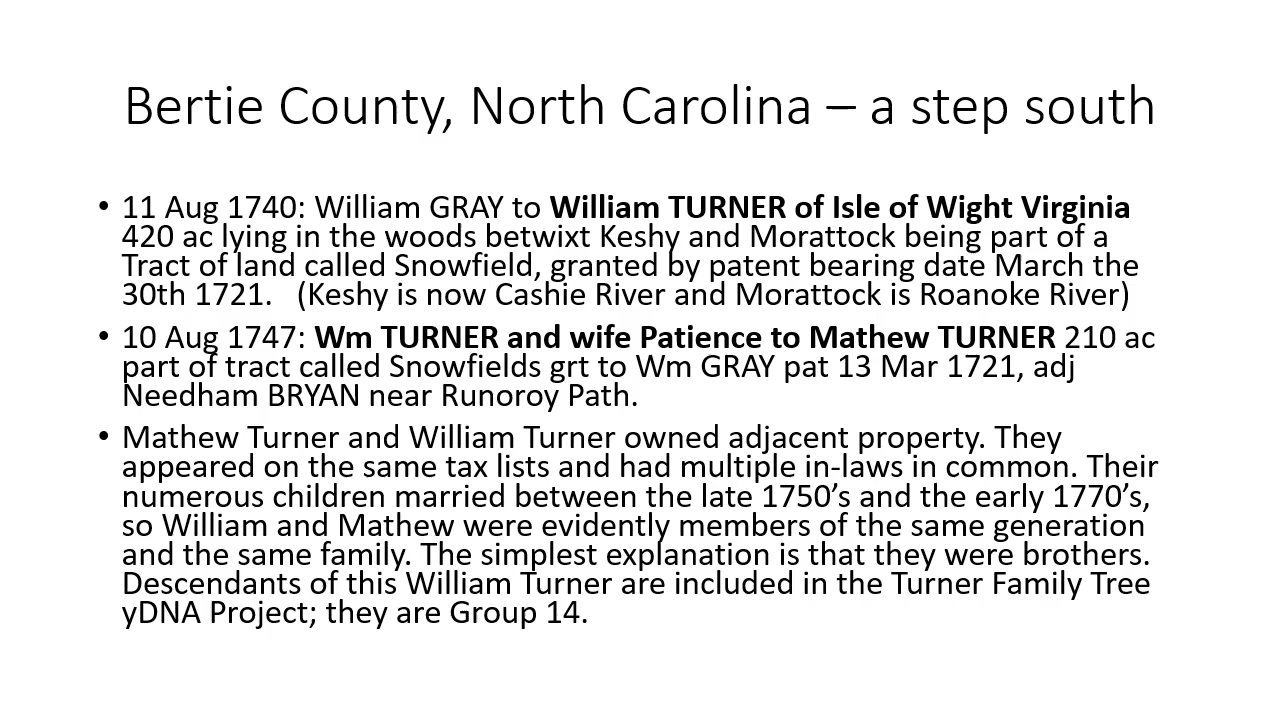 Bertie County, North Carolina – a step south
• 11 Aug 1740: William GRAY to William TURNER of Isle of Wight Virginia
420 ac lying in the woods betwixt Keshy and Morattock being part of a
Tract of land called Snowfield, granted by patent bearing date March the
30th 1721.   (Keshy is now Cashie River and Morattock is Roanoke River)
• 10 Aug 1747: Wm TURNER and wife Patience to Mathew TURNER 210 ac
part of tract called Snowfields grt to Wm GRAY pat 13 Mar 1721, adj
Needham BRYAN near Runoroy Path.
• Mathew Turner and William Turner owned adjacent property. They
appeared on the same tax lists and had multiple in-laws in common. Their
numerous children married between the late 1750’s and the early 1770’s,
so William and Mathew were evidently members of the same generation
and the same family. The simplest explanation is that they were brothers.
Descendants of this William Turner are included in the Turner Family Tree
yDNA Project; they are Group 14.